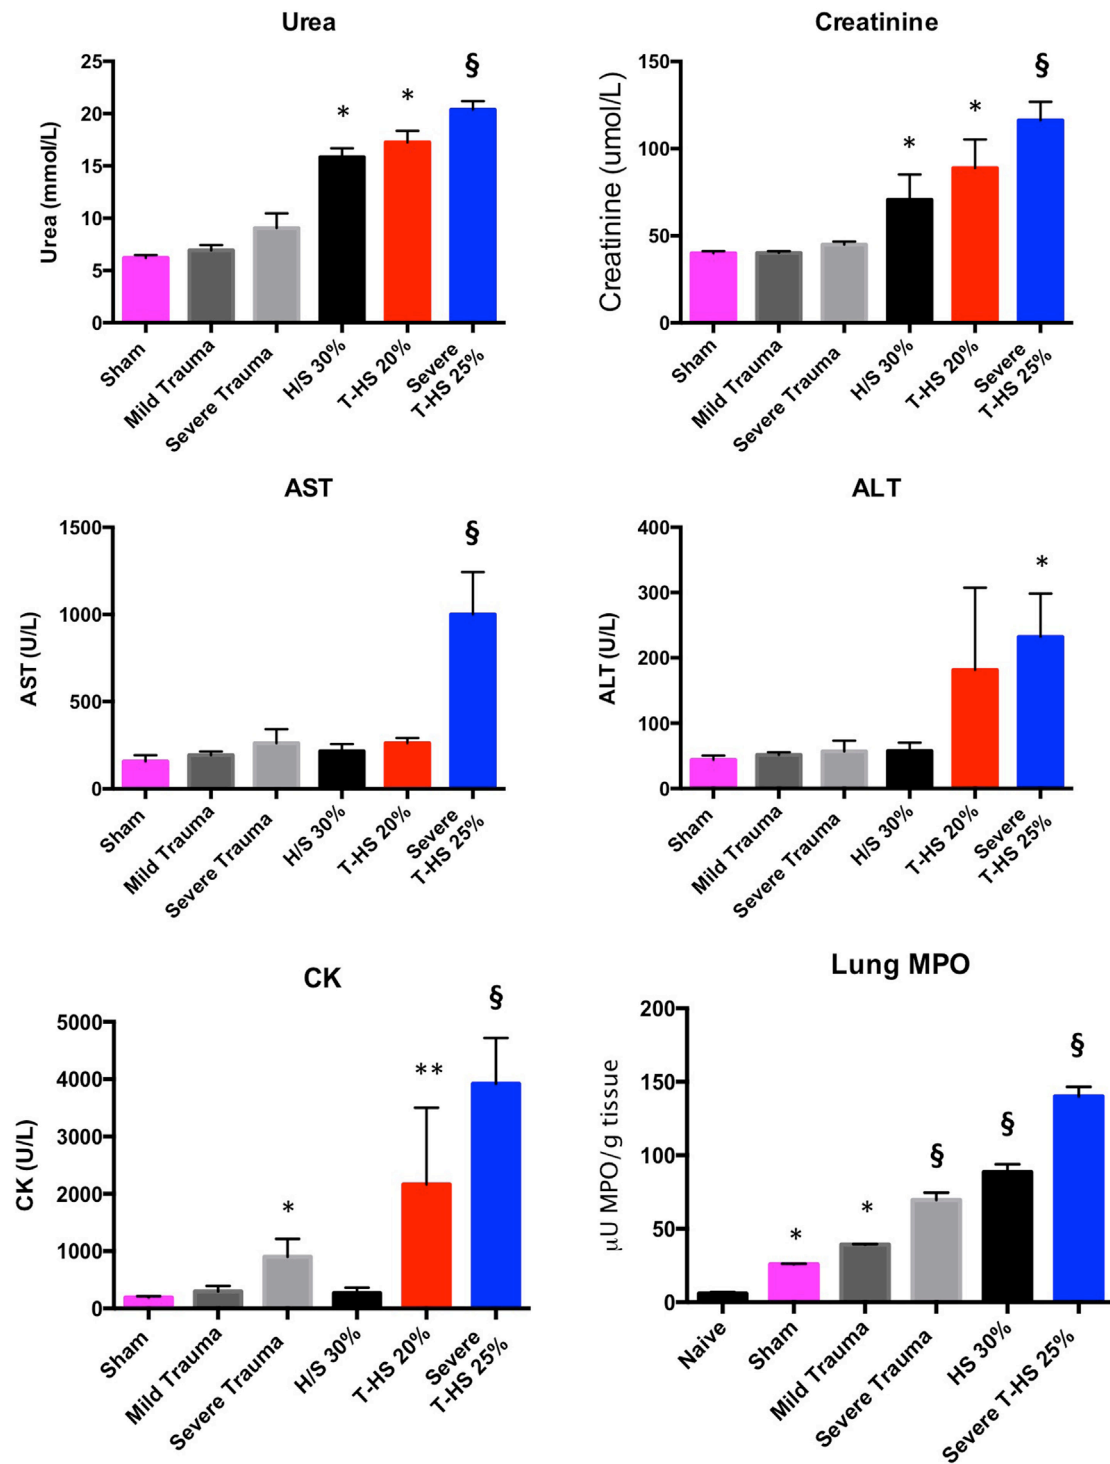 Urea
Urea (mmol/L)
25
20
15
10
5
0
*
*
§
Sham
Mild Trauma
Severe Trauma
H/S 30%
T-HS 20%
Severe
T-HS 25%
Creatinine
Creatinine (umol/L)
150
100
50
0
*
*
§
Sham
Mild Trauma
Severe Trauma
H/S 30%
T-HS 20%
Severe
T-HS 25%
AST
AST (U/L)
1500
1000
500
0
§
Sham
Mild Trauma
Severe Trauma
H/S 30%
T-HS 20%
Severe
T-HS 25%
ALT
ALT (U/L)
400
300
200
100
0
*
Sham
Mild Trauma
Severe Trauma
H/S 30%
T-HS 20%
Severe
T-HS 25%
CK
CK (U/L)
5000
4000
3000
2000
1000
0
*
**
§
Sham
Mild Trauma
Severe Trauma
H/S 30%
T-HS 20%
Severe
T-HS 25%
Lung MPO
µU MPO/g tissue
200
150
100
50
0
*
*
§
§
§
Naive
Sham
Mild Trauma
Severe Trauma
HS 30%
Severe T-HS 25%